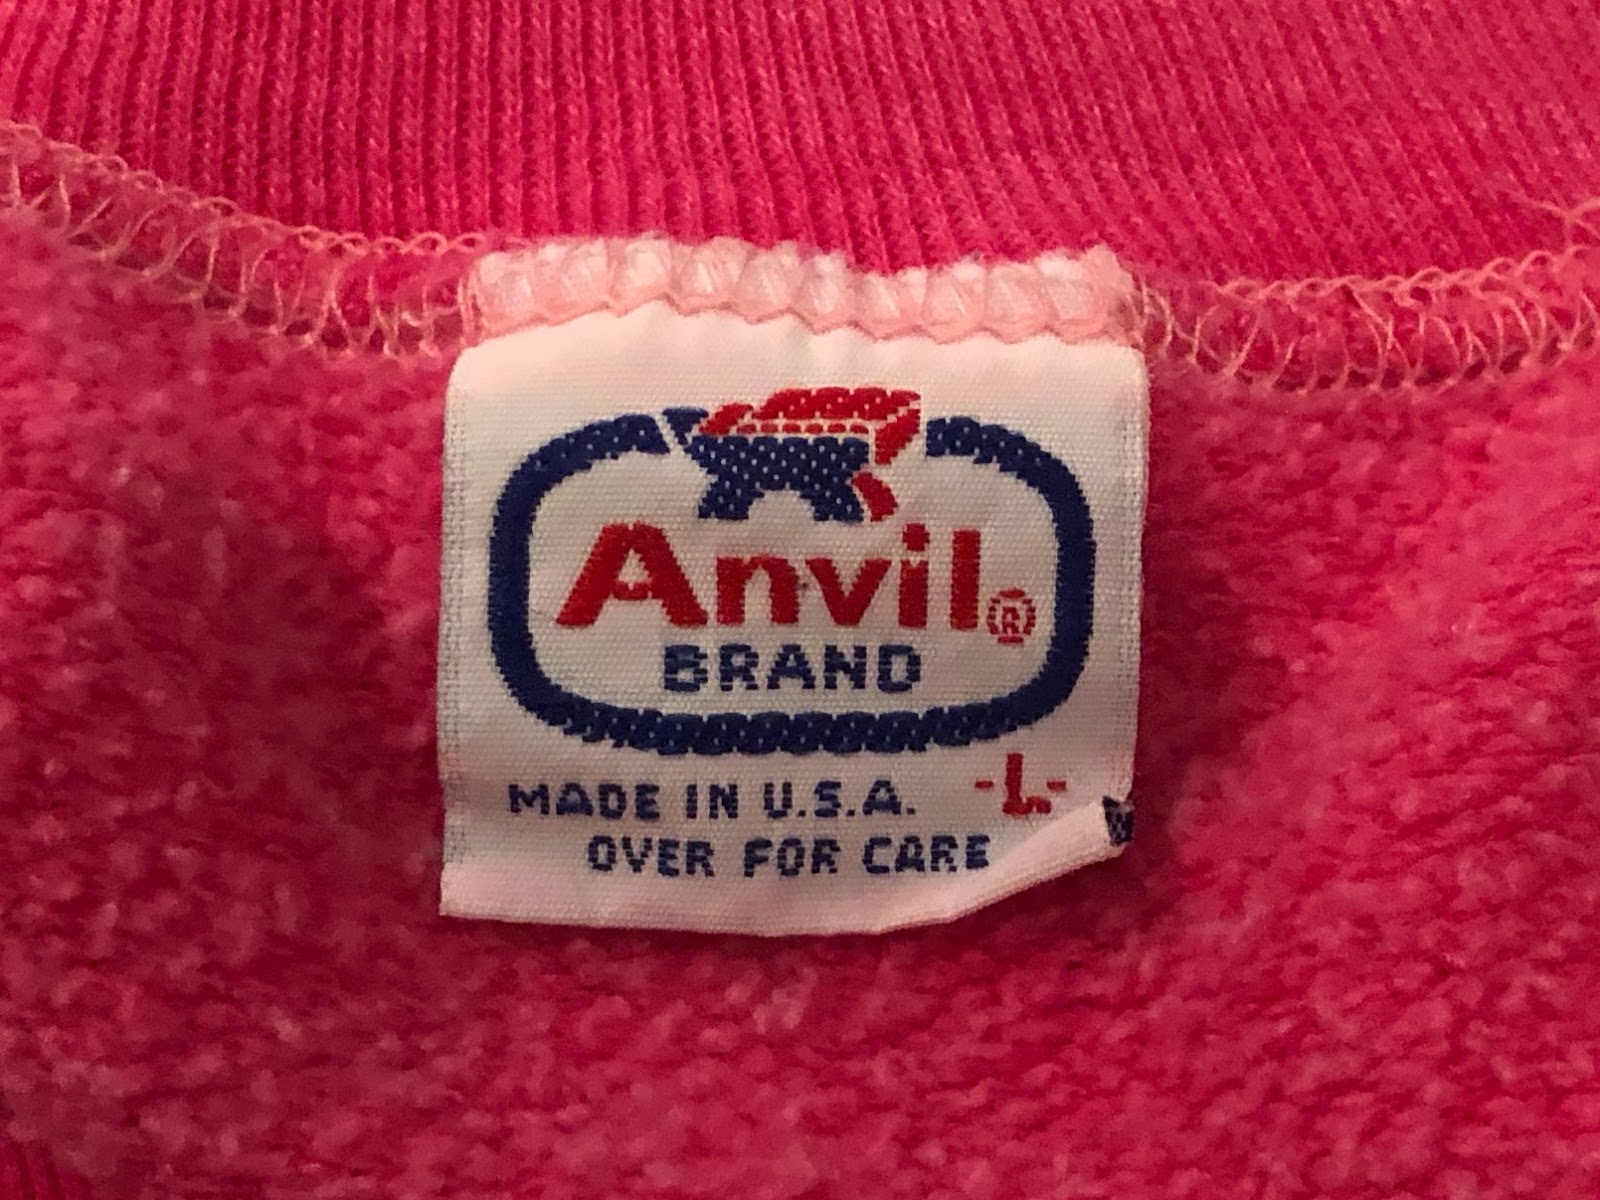 Anvil®
BRAND
MADE IN U.S.A. -L-
OVER FOR CARE